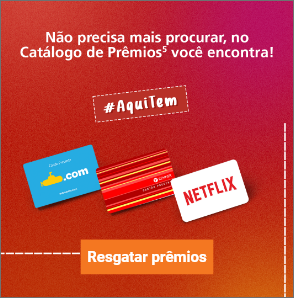 Não precisa mais procurar, no
Catálogo de Prêmios⁵ você encontra!
#AquiTem
.com
NETFLIX
Resgatar prêmios